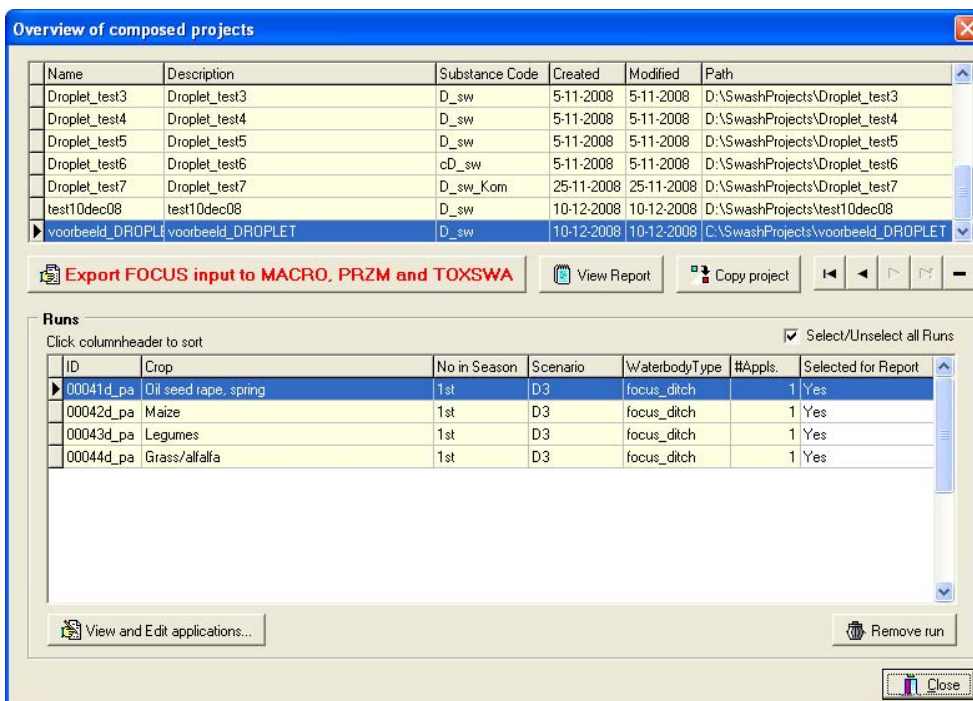 Overview of composed projects
Name Description Substance Code Created Modified Path
Droplet_test3 Droplet_test3 D_sw 5-11-2008 5-11-2008 D:\SwashProjects\Droplet_test3
Droplet_test4 Droplet_test4 D_sw 5-11-2008 5-11-2008 D:\SwashProjects\Droplet_test4
Droplet_test5 Droplet_test5 D_sw 5-11-2008 5-11-2008 D:\SwashProjects\Droplet_test5
Droplet_test6 Droplet_test6 cD_sw 5-11-2008 5-11-2008 D:\SwashProjects\Droplet_test6
Droplet_test7 Droplet_test7 D_sw_Kom 25-11-2008 25-11-2008 D:\SwashProjects\Droplet_test7
test10dec08 test10dec08 D_sw 10-12-2008 10-12-2008 D:\SwashProjects\test10dec08
voorbeeld_DROPLE voorbeeld_DROPLET D_sw 10-12-2008 10-12-2008 C:\SwashProjects\voorbeeld_DROPLET
Export FOCUS input to MACRO, PRZM and TOXSWA View Report Copy project
Runs
Click columnheader to sort Select/Unselect all Runs
ID Crop No in Season Scenario WaterbodyType #Appls. Selected for Report
00041d_pa Oil seed rape, spring 1st D3 focus_ditch 1 Yes
00042d_pa Maize 1st D3 focus_ditch 1 Yes
00043d_pa Legumes 1st D3 focus_ditch 1 Yes
00044d_pa Grass/alfalfa 1st D3 focus_ditch 1 Yes
View and Edit applications... Remove run
Close